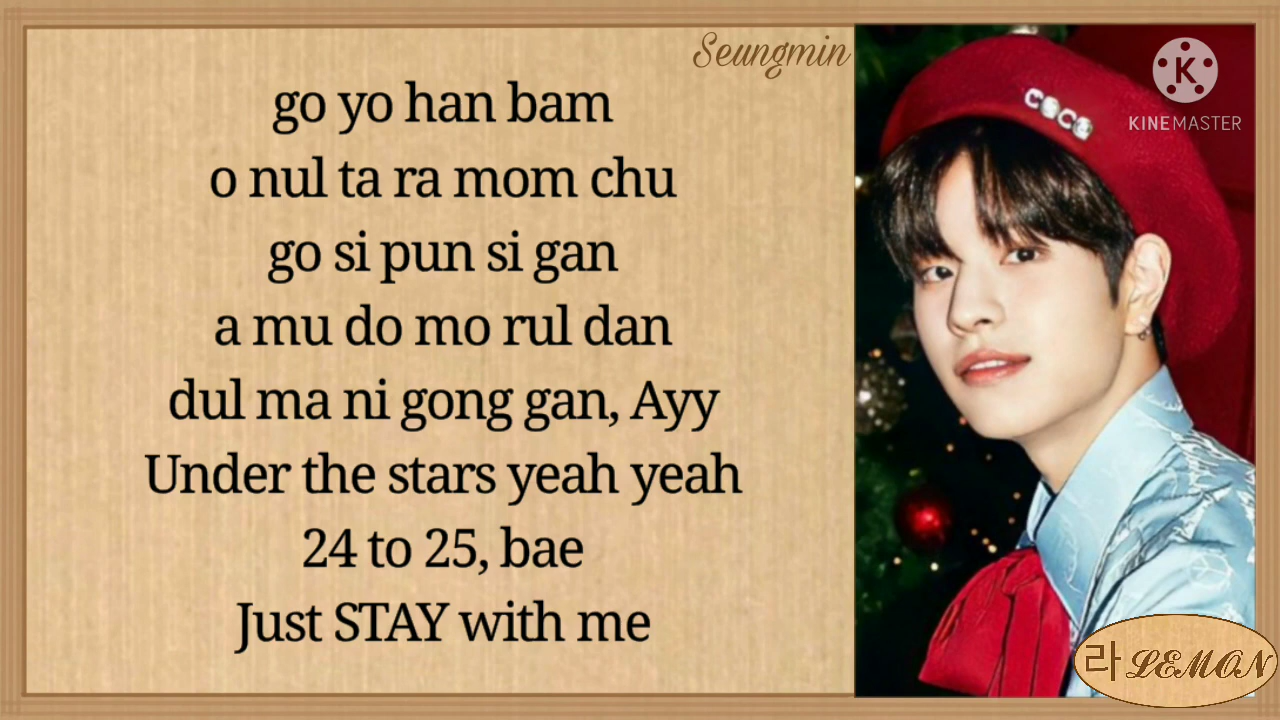 Seungmin
go yo han bam
o nul ta ra mom chu
go si pun si gan
a mu do mo rul dan
dul ma ni gong gan, Ayy
Under the stars yeah yeah
24 to 25, bae
Just STAY with me
K
KINEMASTER
라 LEMON